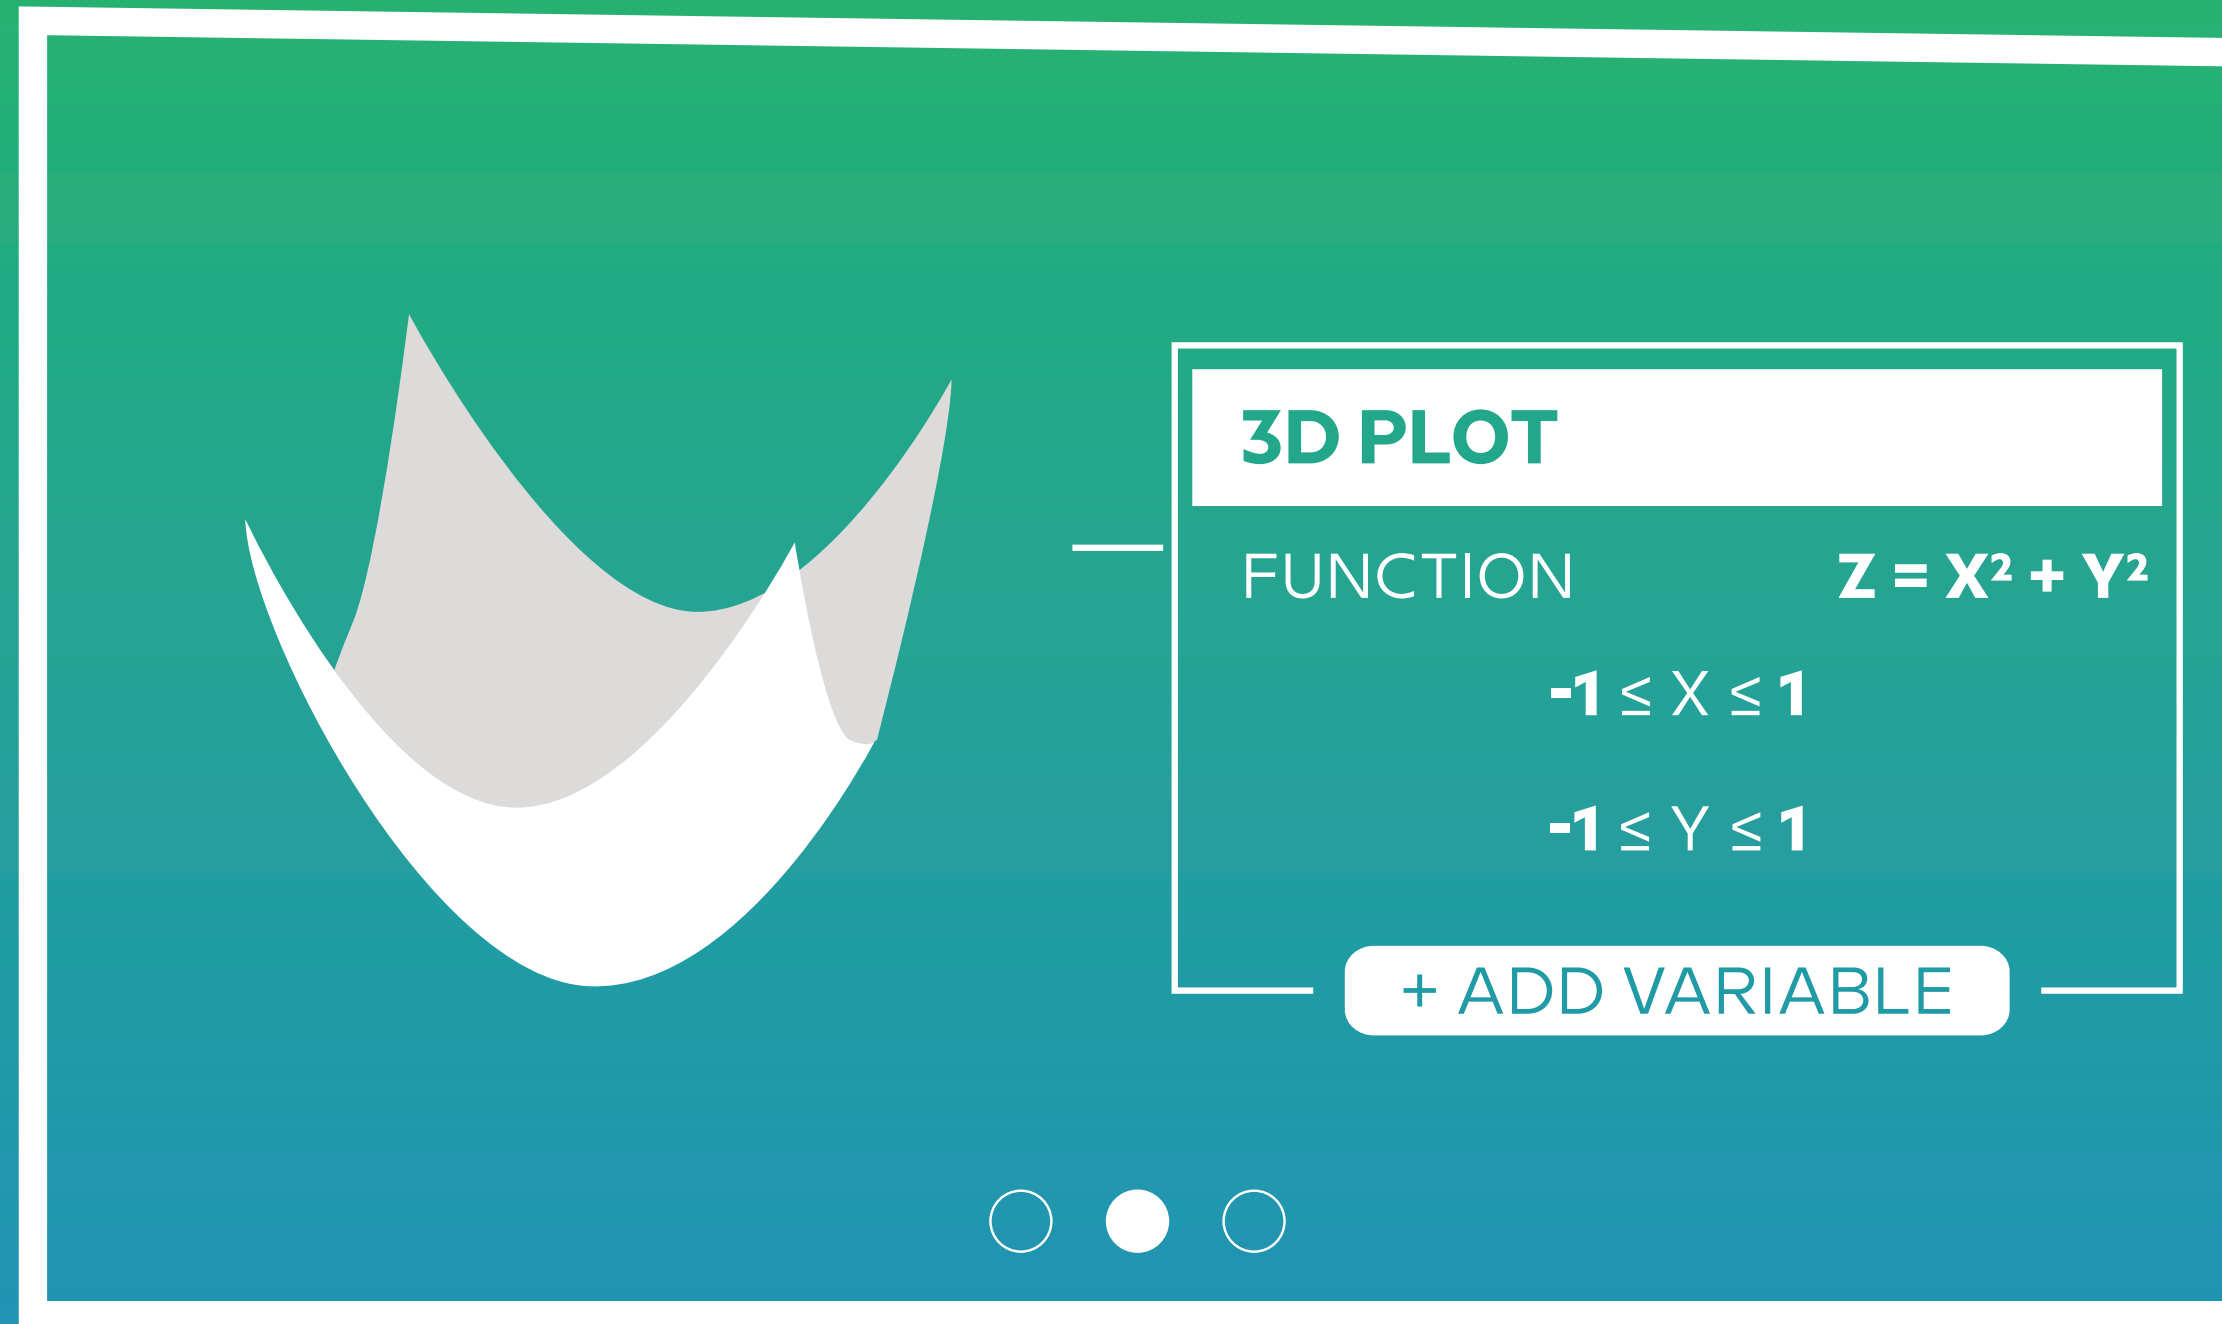 3D PLOT
FUNCTION Z = X² + Y²
-1 ≤ X ≤ 1
-1 ≤ Y ≤ 1
+ ADD VARIABLE